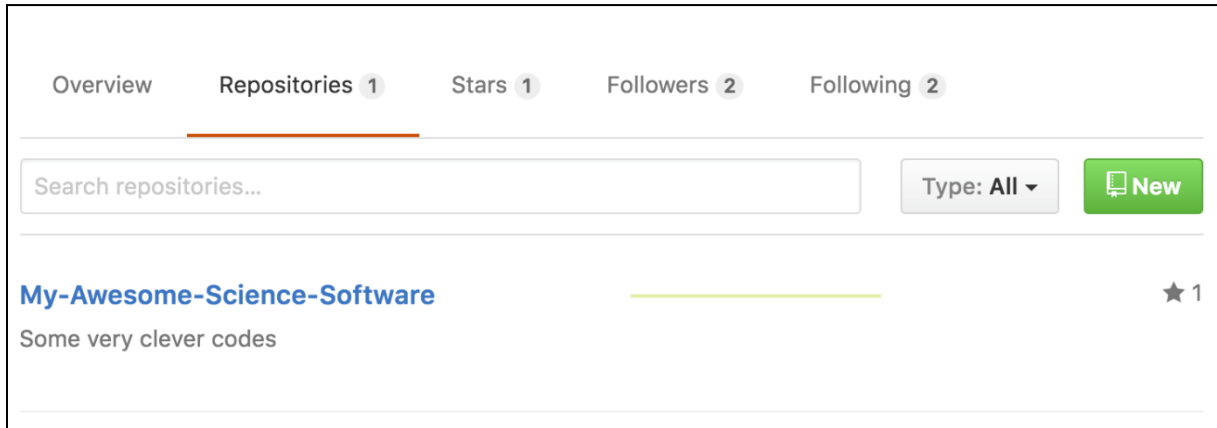 Overview Repositories 1 Stars 1 Followers 2 Following 2
Search repositories... Type: All New
My-Awesome-Science-Software 1
Some very clever codes